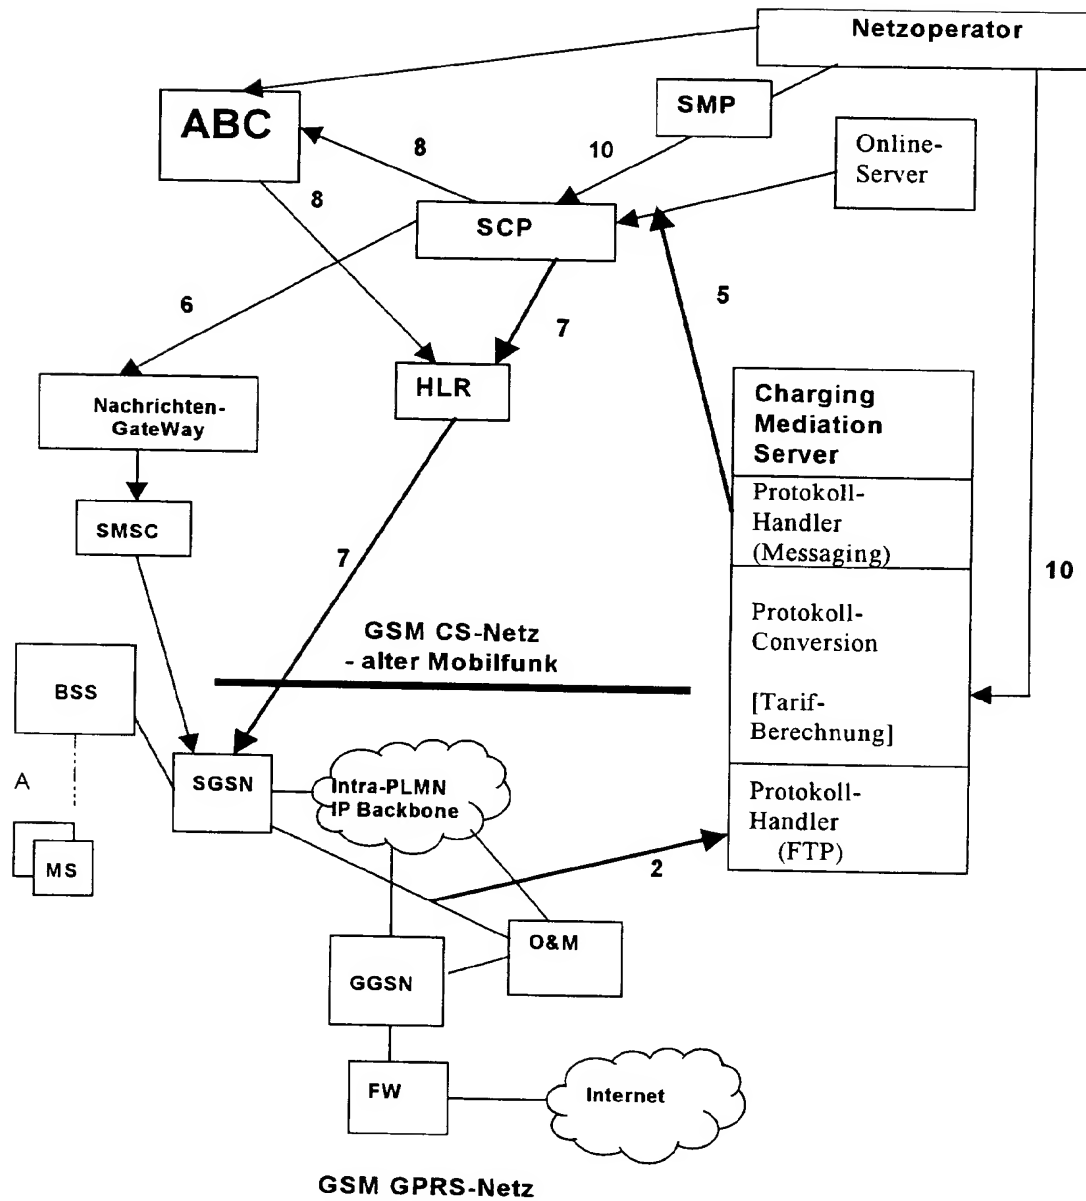 Netzoperator
ABC
SMP
Online-
Server
8
10
8
SCP
6
5
7
HLR
Nachrichten-
GateWay
Charging
Mediation
Server
SMSC
Protokoll-
Handler
(Messaging)
7
10
GSM CS-Netz
- alter Mobilfunk
Protokoll-
Conversion
[Tarif-
Berechnung]
BSS
A
SGSN
Intra-PLMN
IP Backbone
Protokoll-
Handler
(FTP)
MS
2
O&M
GGSN
FW
Internet
GSM GPRS-Netz